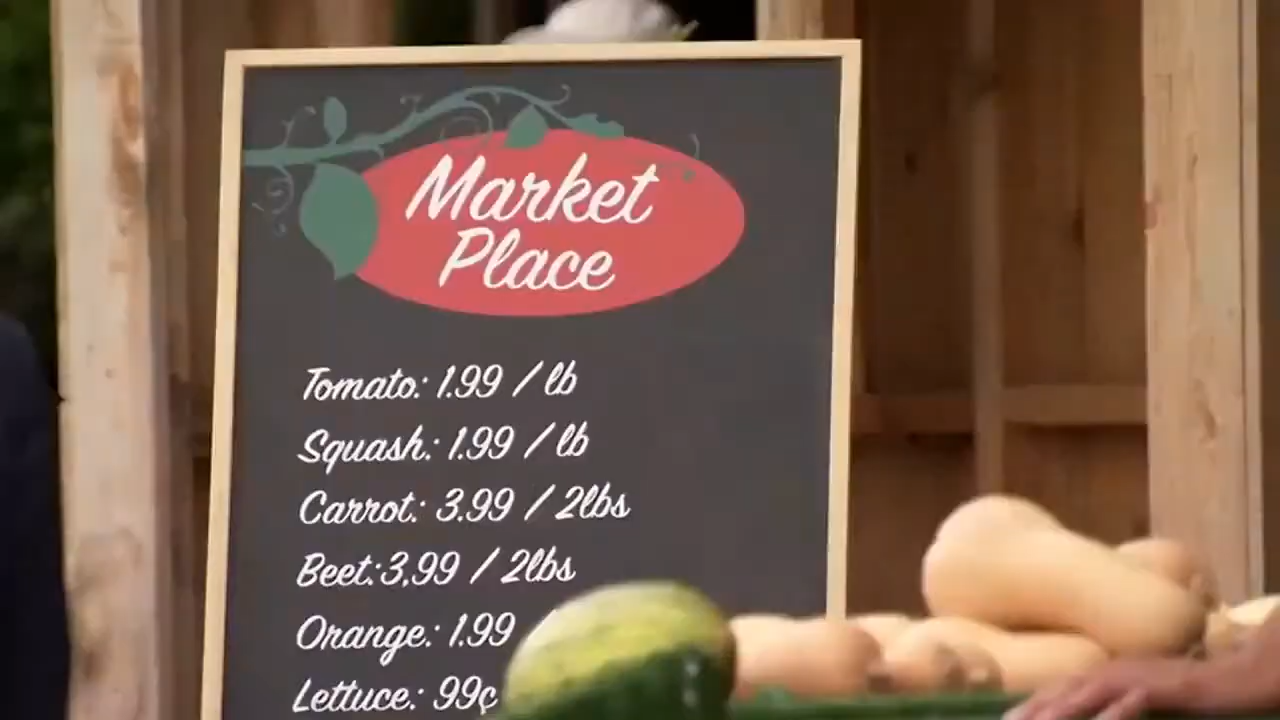 Market
Place
Tomato: 1.99 / lb
Squash: 1.99 / lb
Carrot: 3.99 / 2lbs
Beet:3.99 / 2lbs
Orange: 1.99
Lettuce: 99¢